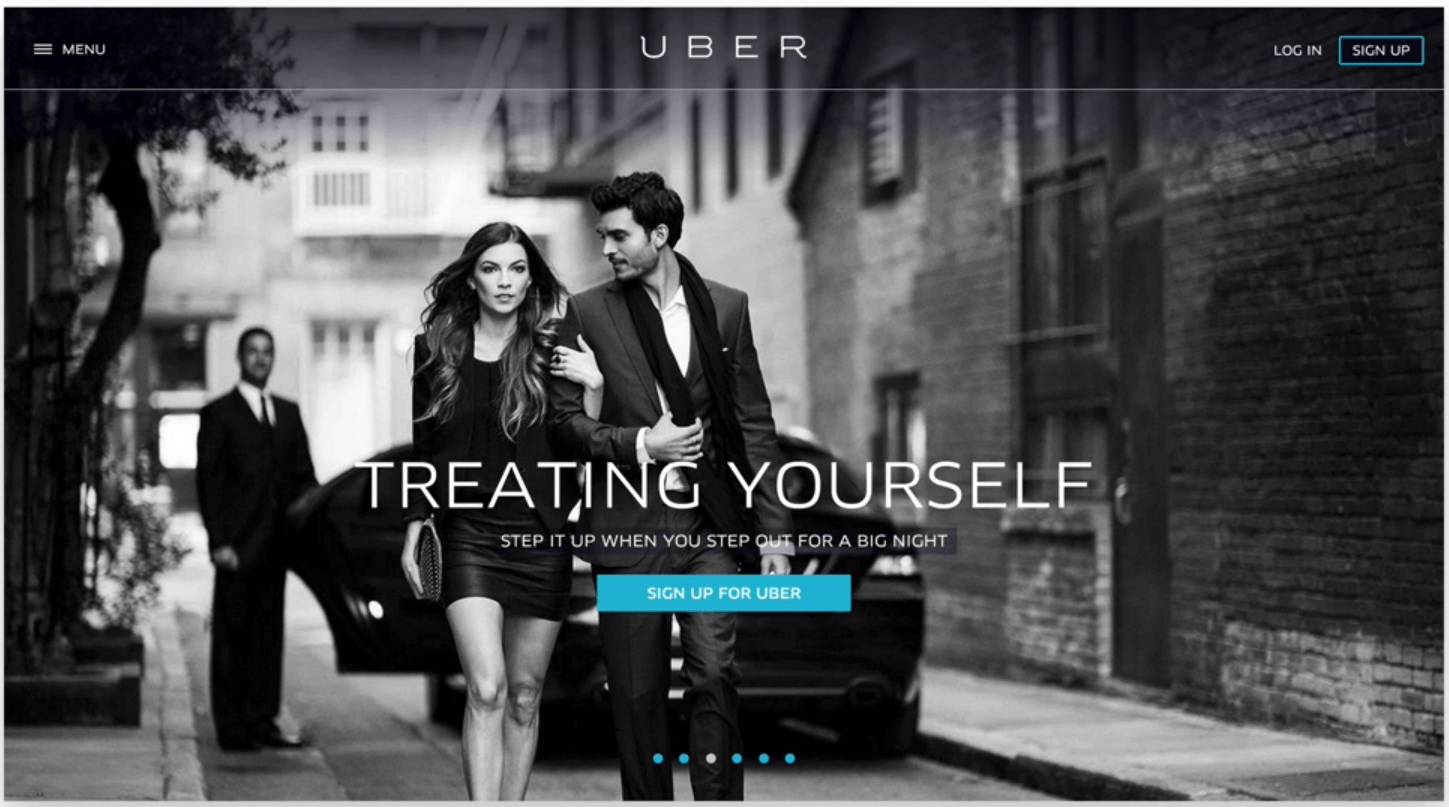 MENU
UBER
LOG IN
SIGN UP
TREATING YOURSELF
STEP IT UP WHEN YOU STEP OUT FOR A BIG NIGHT
SIGN UP FOR UBER